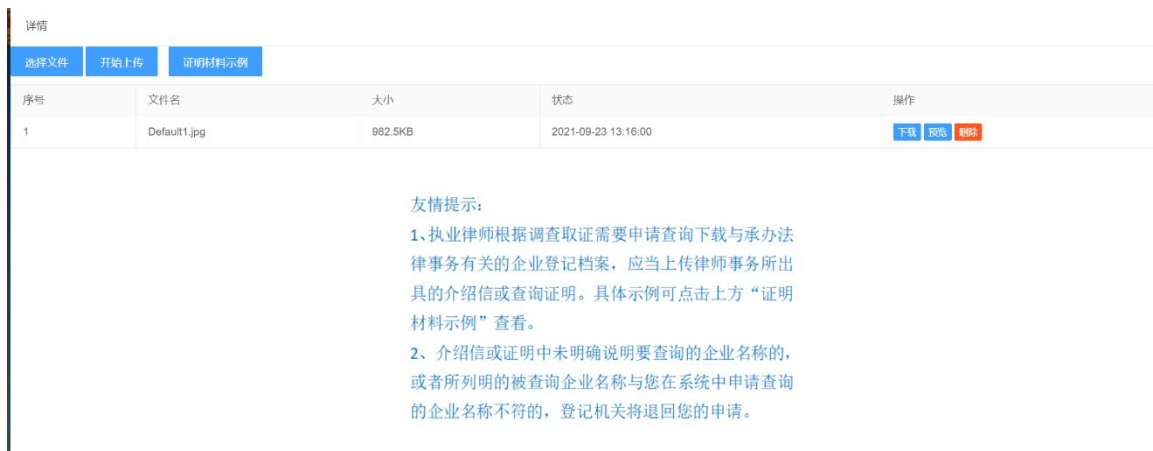 详情
选择文件 开始上传 证明材料示例
序号 文件名 大小 状态 操作
1 Default1.jpg 982.5KB 2021-09-23 13:16:00 下载 预览 删除
友情提示:
1、执业律师根据调查取证需要申请查询下载与承办法
律事务有关的企业登记档案，应当上传律师事务所出
具的介绍信或查询证明。具体示例可点击上方“证明
材料示例”查看。
2、介绍信或证明中未明确说明要查询的企业名称的，
或者所列明的被查询企业名称与您在系统中申请查询
的企业名称不符的，登记机关将退回您的申请。